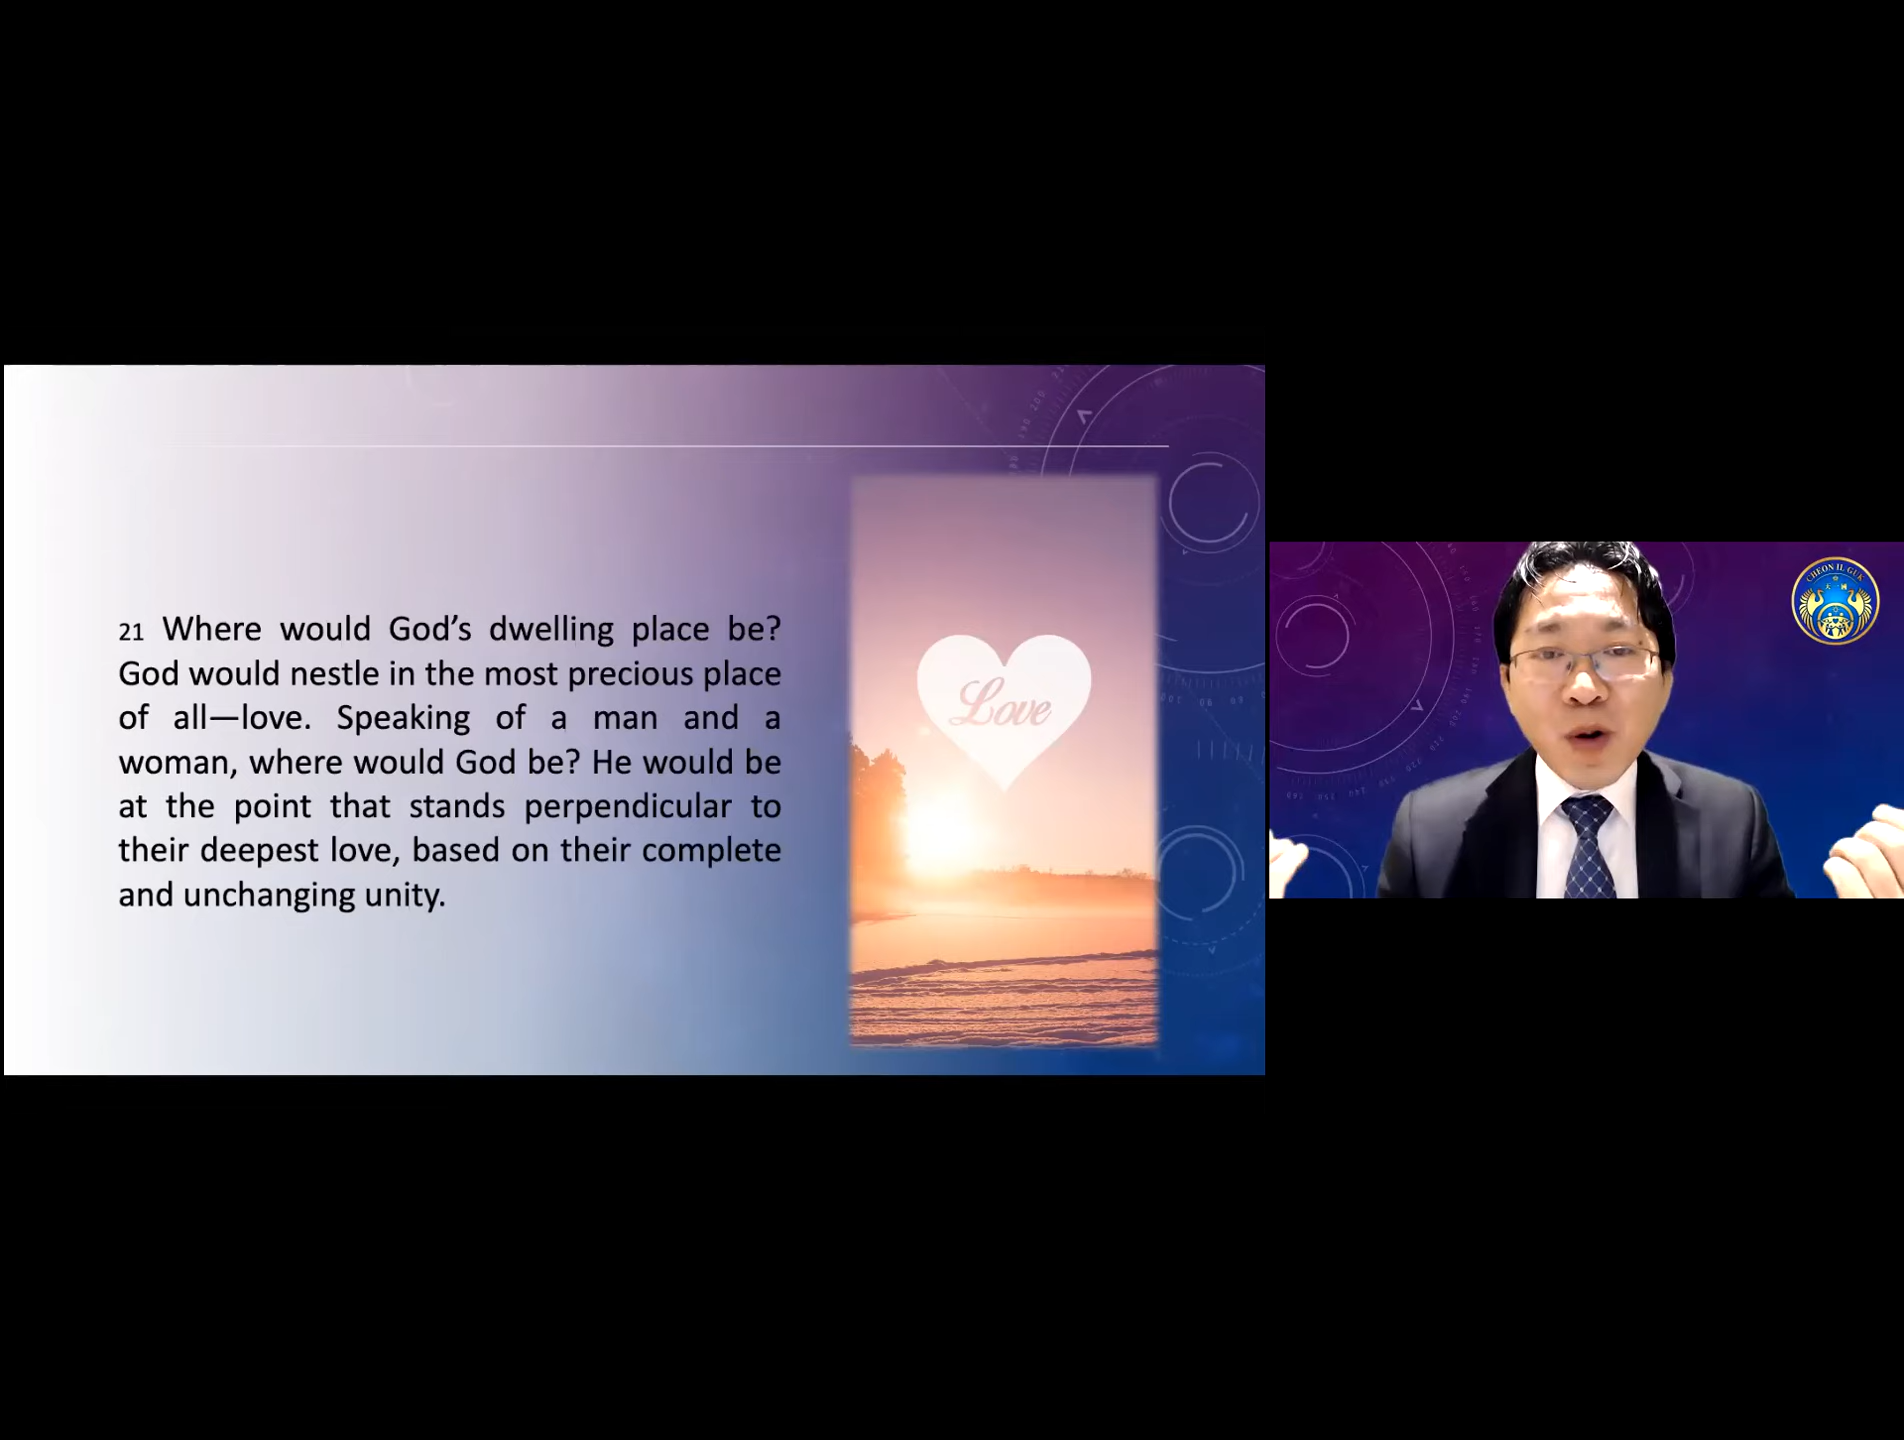 21 Where would God's dwelling place be?
God would nestle in the most precious place
of all—love. Speaking of a man and a
woman, where would God be? He would be
at the point that stands perpendicular to
their deepest love, based on their complete
and unchanging unity.
Love
CHEON IL GUK